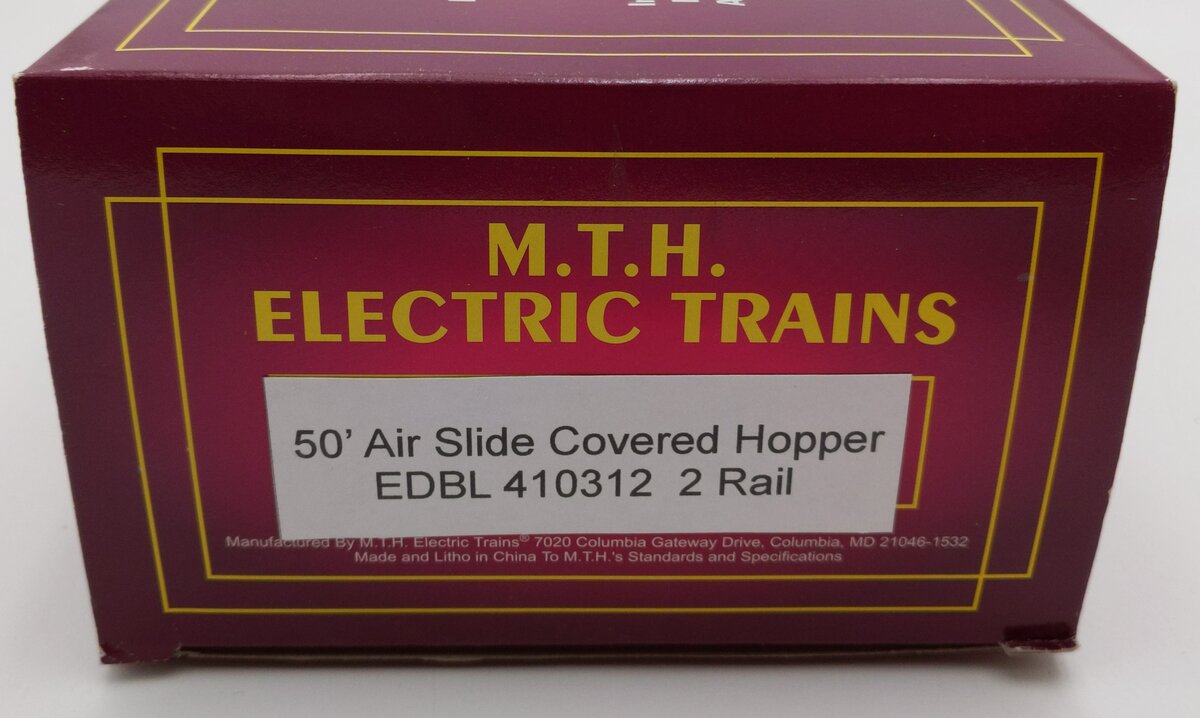 M.T.H.
ELECTRIC TRAINS
50’ Air Slide Covered Hopper
EDBL 410312 2 Rail
Manufactured By M.T.H. Electric Trains® 7020 Columbia Gateway Drive, Columbia, MD 21046-1532
Made and Litho in China To M.T.H.'s Standards and Specifications